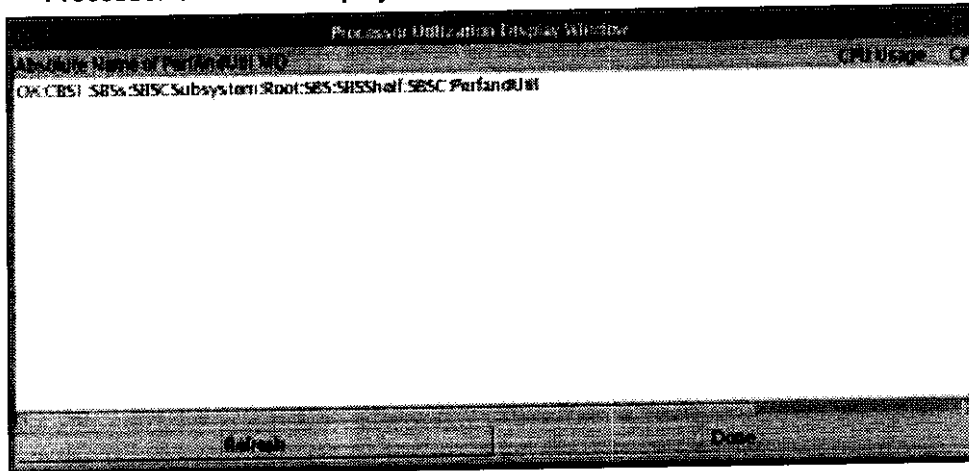 Processor Utilization Display Window
Absolute Name of PerfAndUtil MO CPU Usage
OK:CBS1:SBSs:SBSCSubsystem:Root:SBS:SBSShelf:SBSC:PerfandUtil
Refresh Done